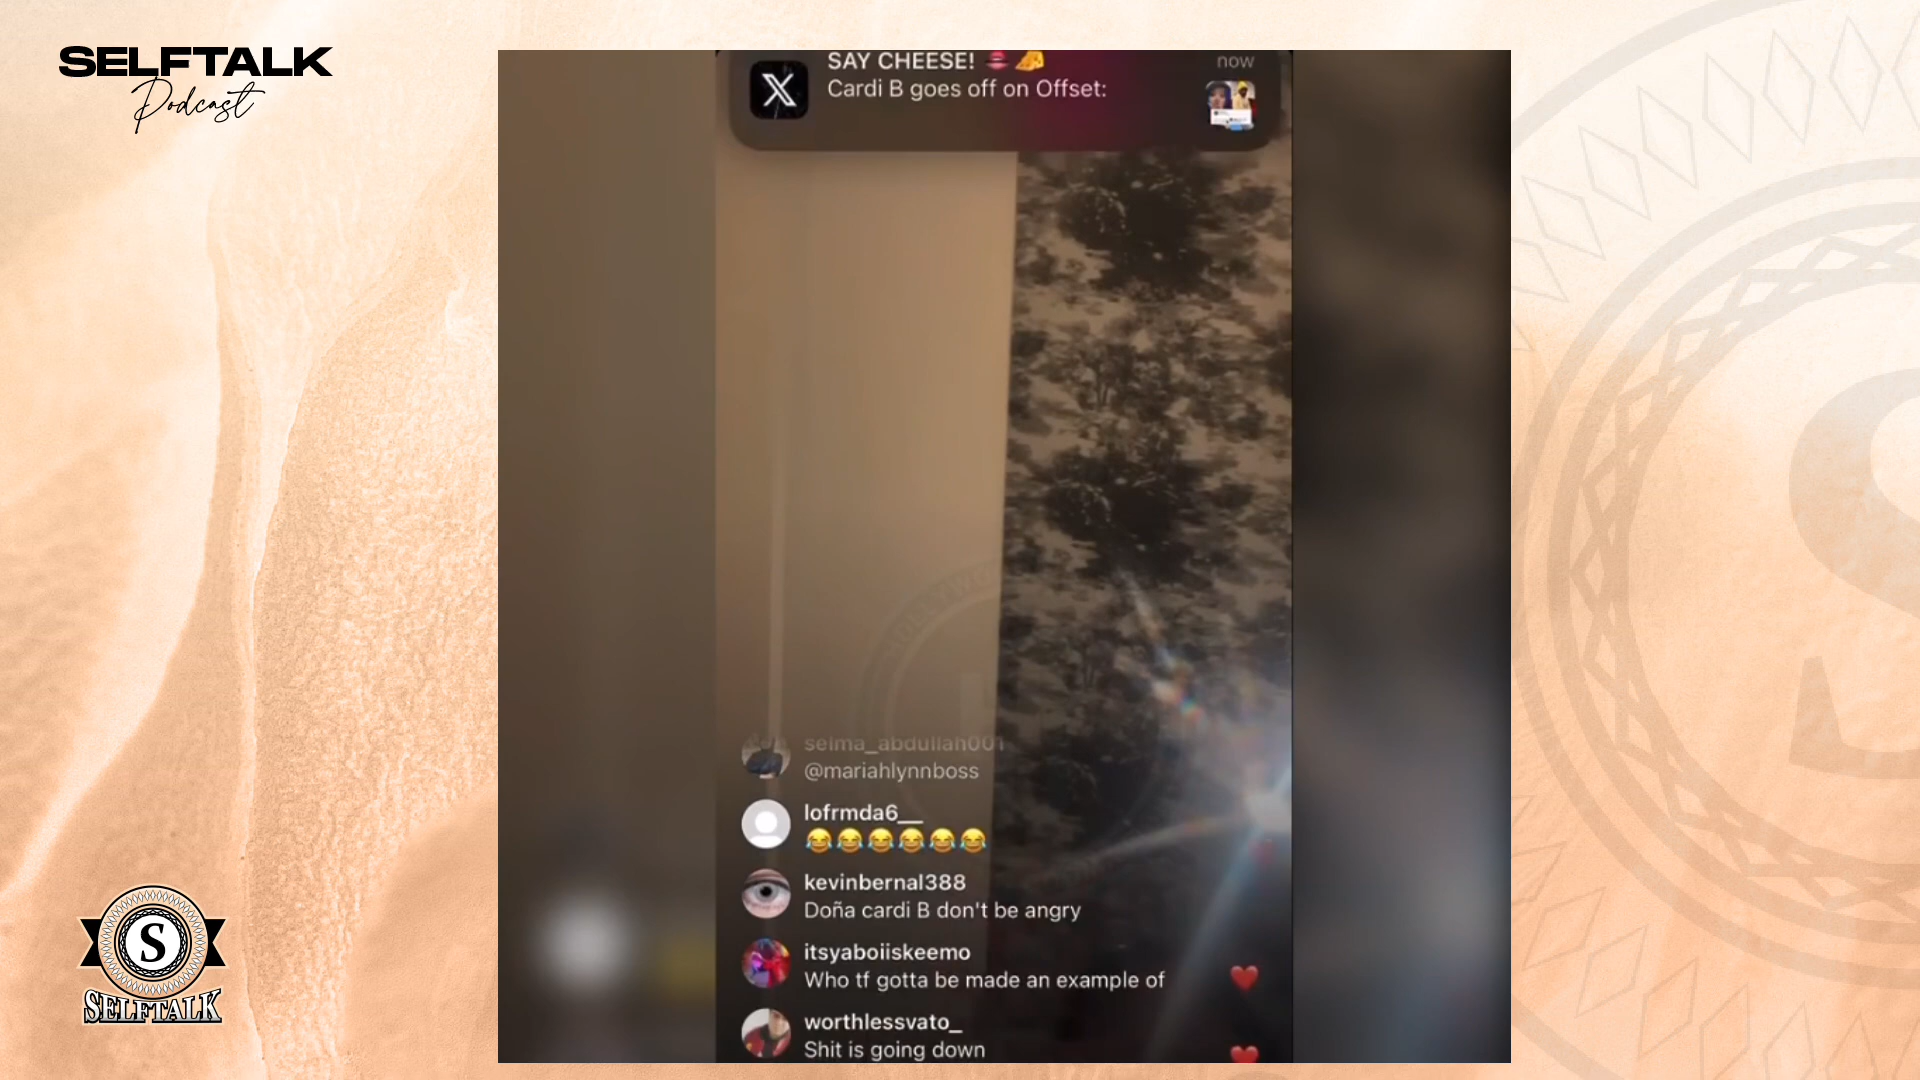 SELFTALK
Podcast
SAY CHEESE! 👄🧀
now
Cardi B goes off on Offset:
selma_abdullah001
@mariahlynnboss
lofrmda6__
😂😂😂😂😂😂
kevinbernal388
Doña cardi B don't be angry
itsyaboiiskeemo
Who tf gotta be made an example of
worthlessvato_
Shit is going down
S
SELFTALK